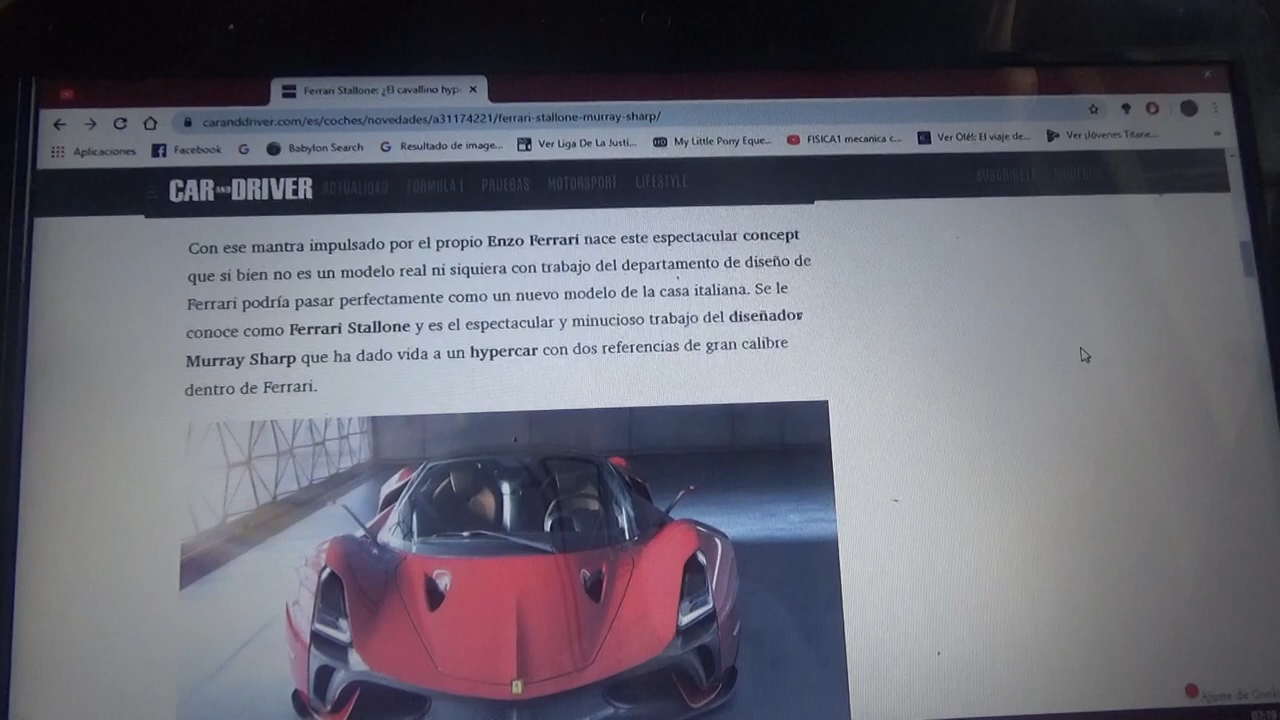 Ferrari Stallone: ¿El cavallino hyp
caranddriver.com/es/coches/novedades/a31174221/ferrari-stallone-murray-sharp/
Aplicaciones Facebook Babylon Search Resultado de image... Ver Liga De La Justi... My Little Pony Eque... FISICA1 mecanica c... Ver Olé!: El viaje de... Ver ¡Jóvenes Titane...
CAR AND DRIVER ACTUALIDAD FÓRMULA 1 PRUEBAS MOTORSPORT LIFESTYLE SUSCRÍBETE
Con ese mantra impulsado por el propio Enzo Ferrari nace este espectacular concept
que si bien no es un modelo real ni siquiera con trabajo del departamento de diseño de
Ferrari podría pasar perfectamente como un nuevo modelo de la casa italiana. Se le
conoce como Ferrari Stallone y es el espectacular y minucioso trabajo del diseñador
Murray Sharp que ha dado vida a un hypercar con dos referencias de gran calibre
dentro de Ferrari.
Ajuste de